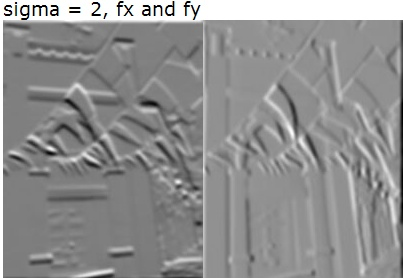 sigma = 2, fx and fy